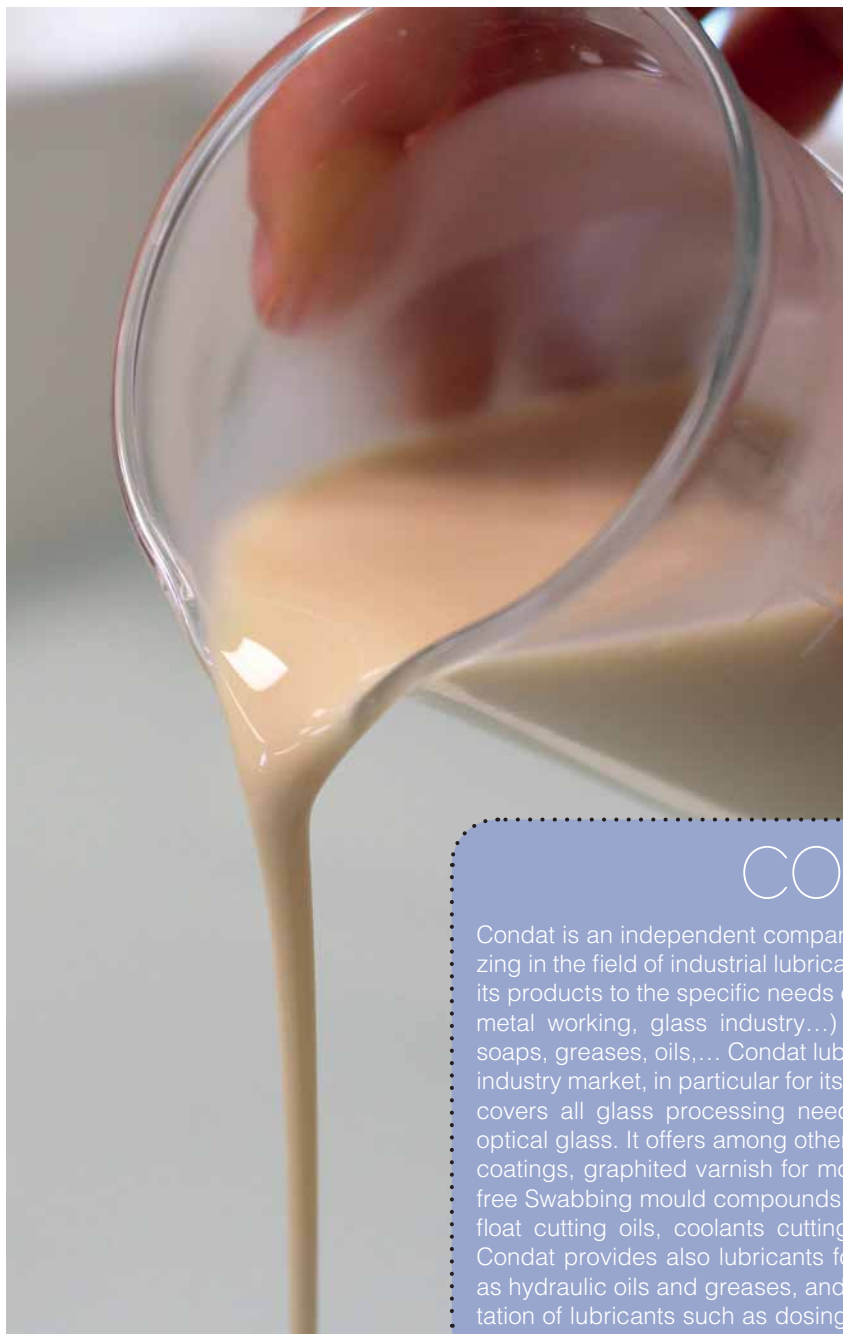 CO
Condat is an independent compan
zing in the field of industrial lubrica
its products to the specific needs
metal working, glass industry…)
soaps, greases, oils,… Condat lub
industry market, in particular for its
covers all glass processing need
optical glass. It offers among other
coatings, graphited varnish for mo
free Swabbing mould compounds
float cutting oils, coolants cutting
Condat provides also lubricants fo
as hydraulic oils and greases, and
tation of lubricants such as dosing